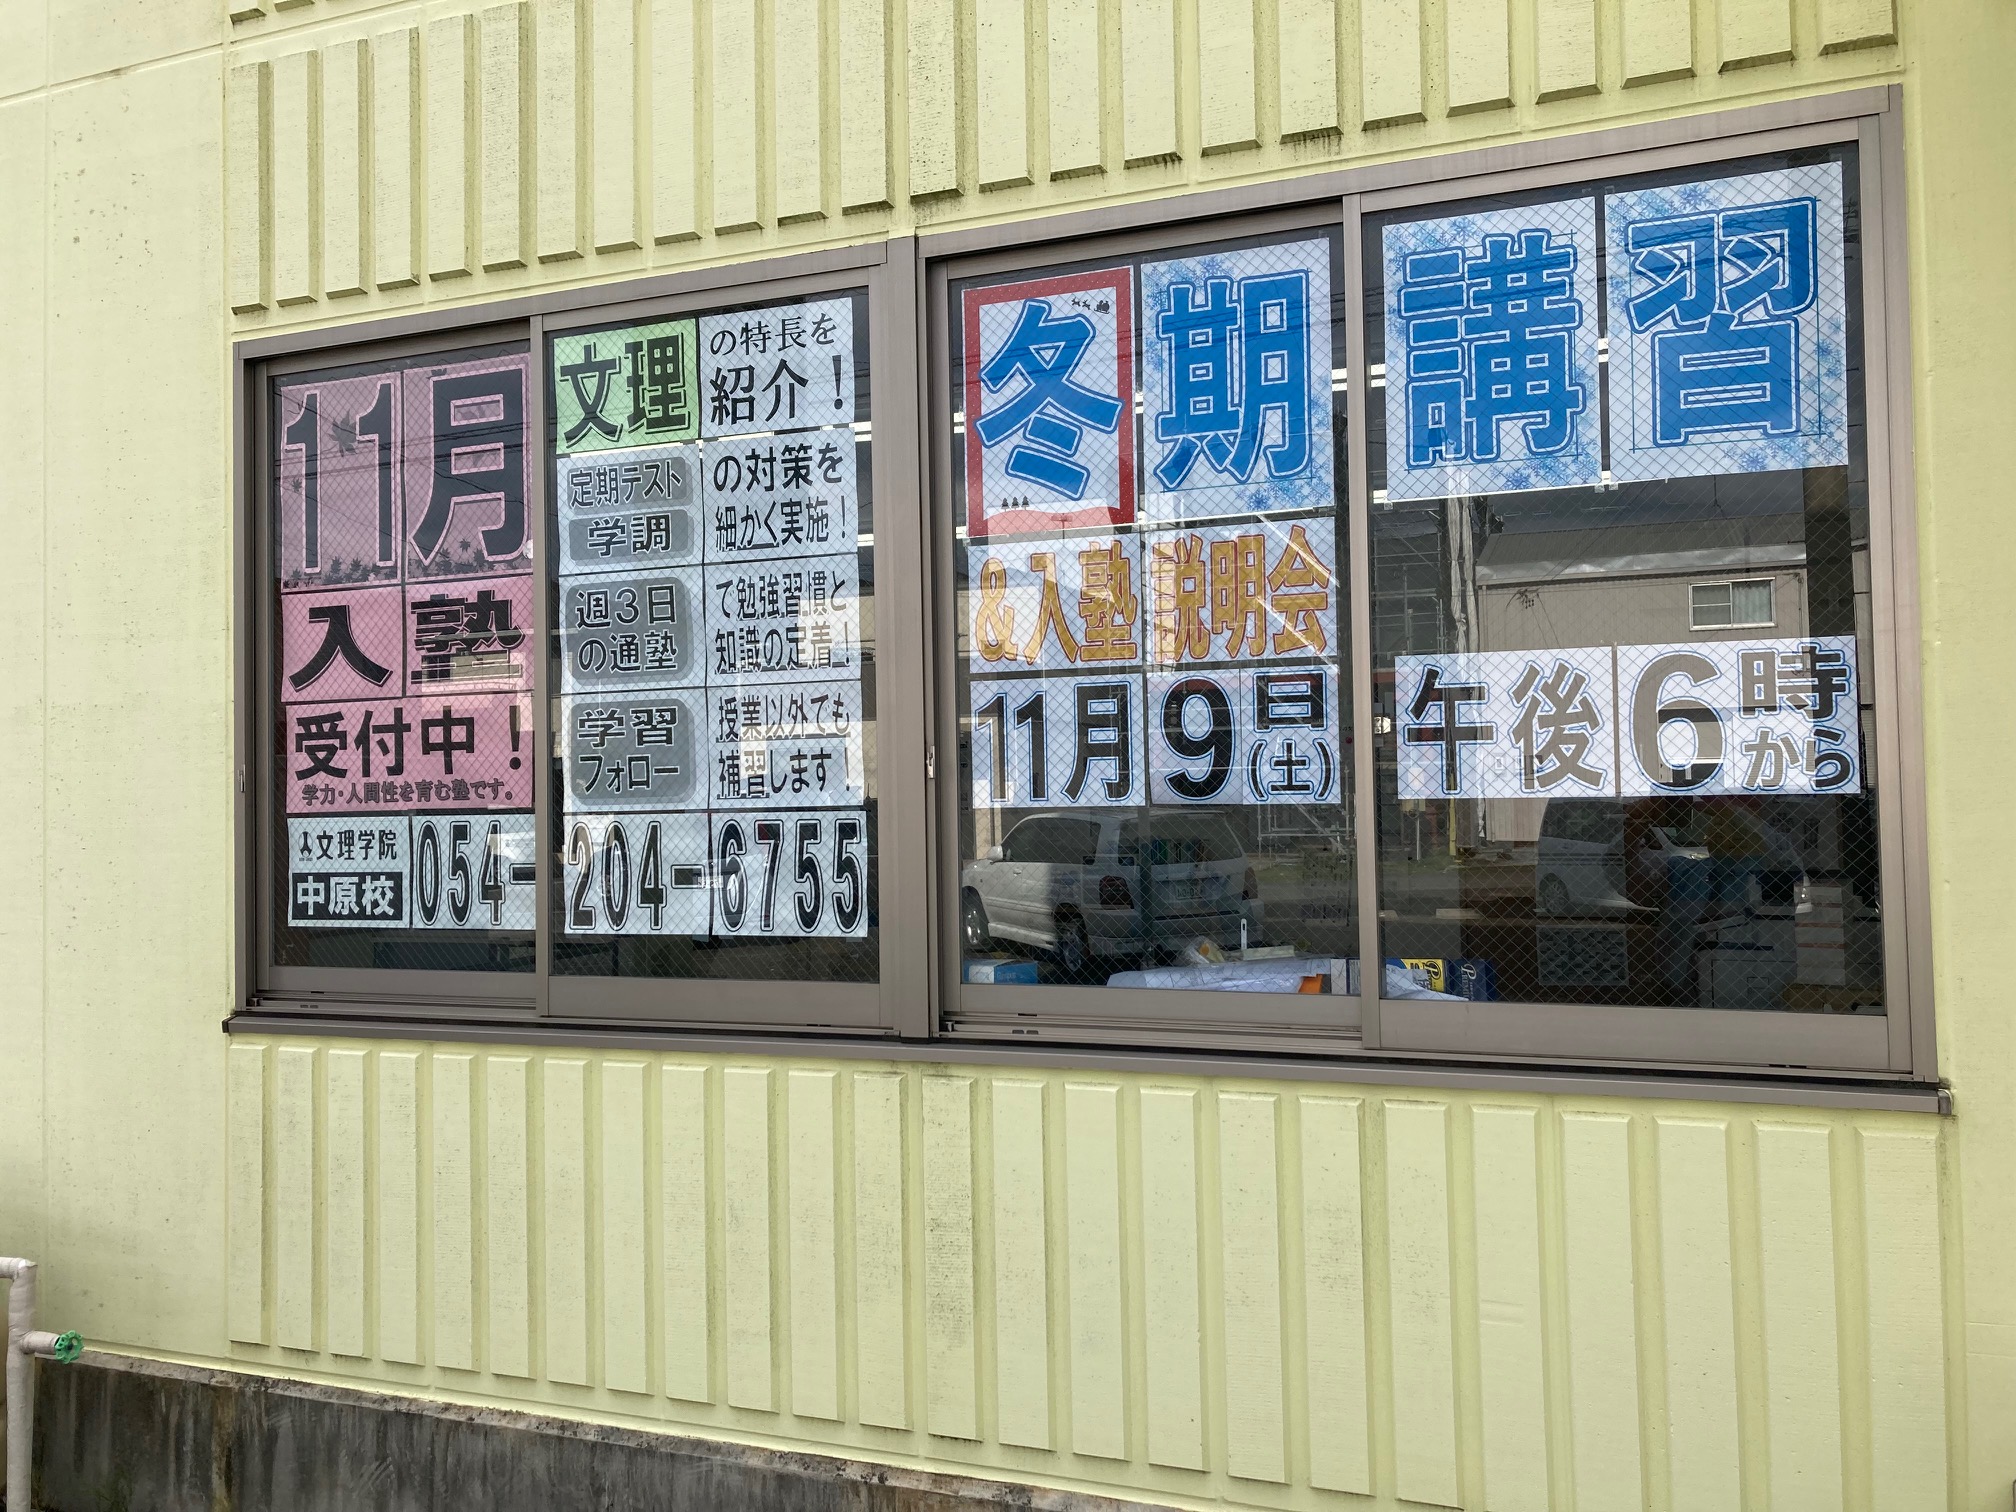 11月
入塾
受付中！
学力・人間性を育む塾です。
文理学院
中原校
054-204-6755
文理の特長を紹介！
定期テスト 学調 の対策を細かく実施！
週3日の通塾 で勉強習慣と知識の定着！
学習フォロー 授業以外でも補習します！
冬期講習
&入塾説明会
11月9日(土)
午後6時から